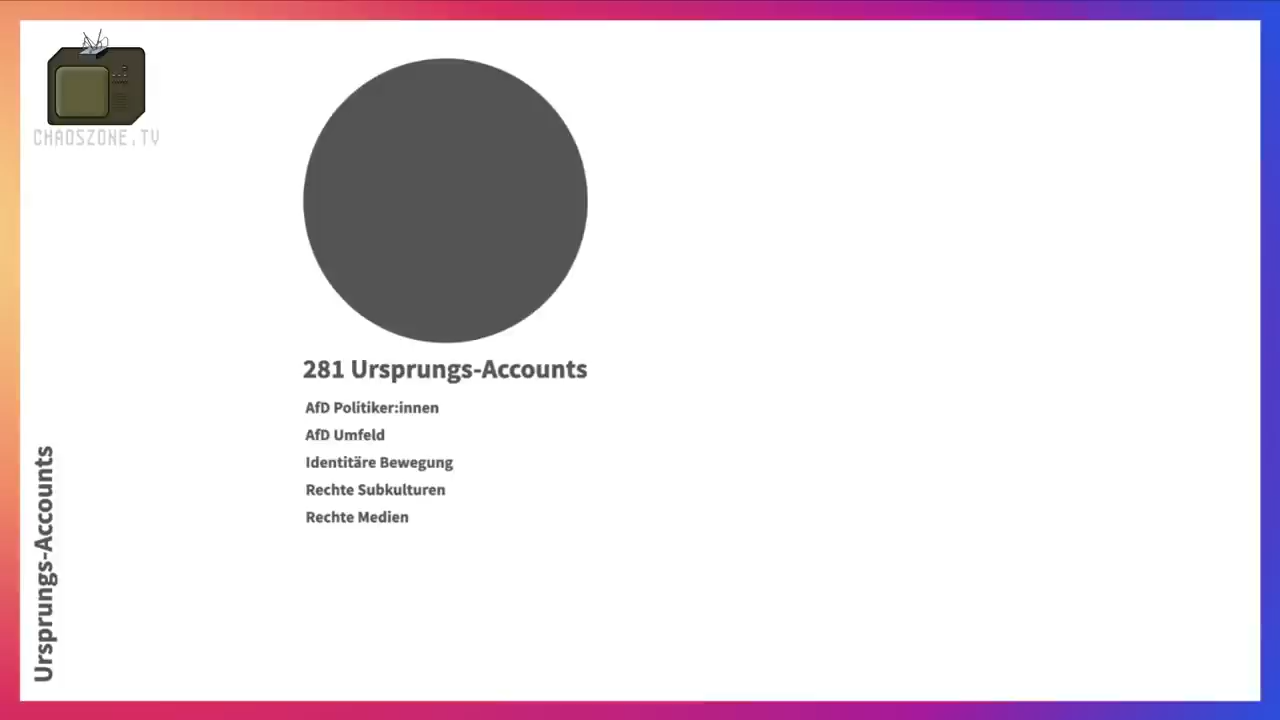 CHAOSZONE.TV
281 Ursprungs-Accounts
AfD Politiker:innen
AfD Umfeld
Identitäre Bewegung
Rechte Subkulturen
Rechte Medien
Ursprungs-Accounts